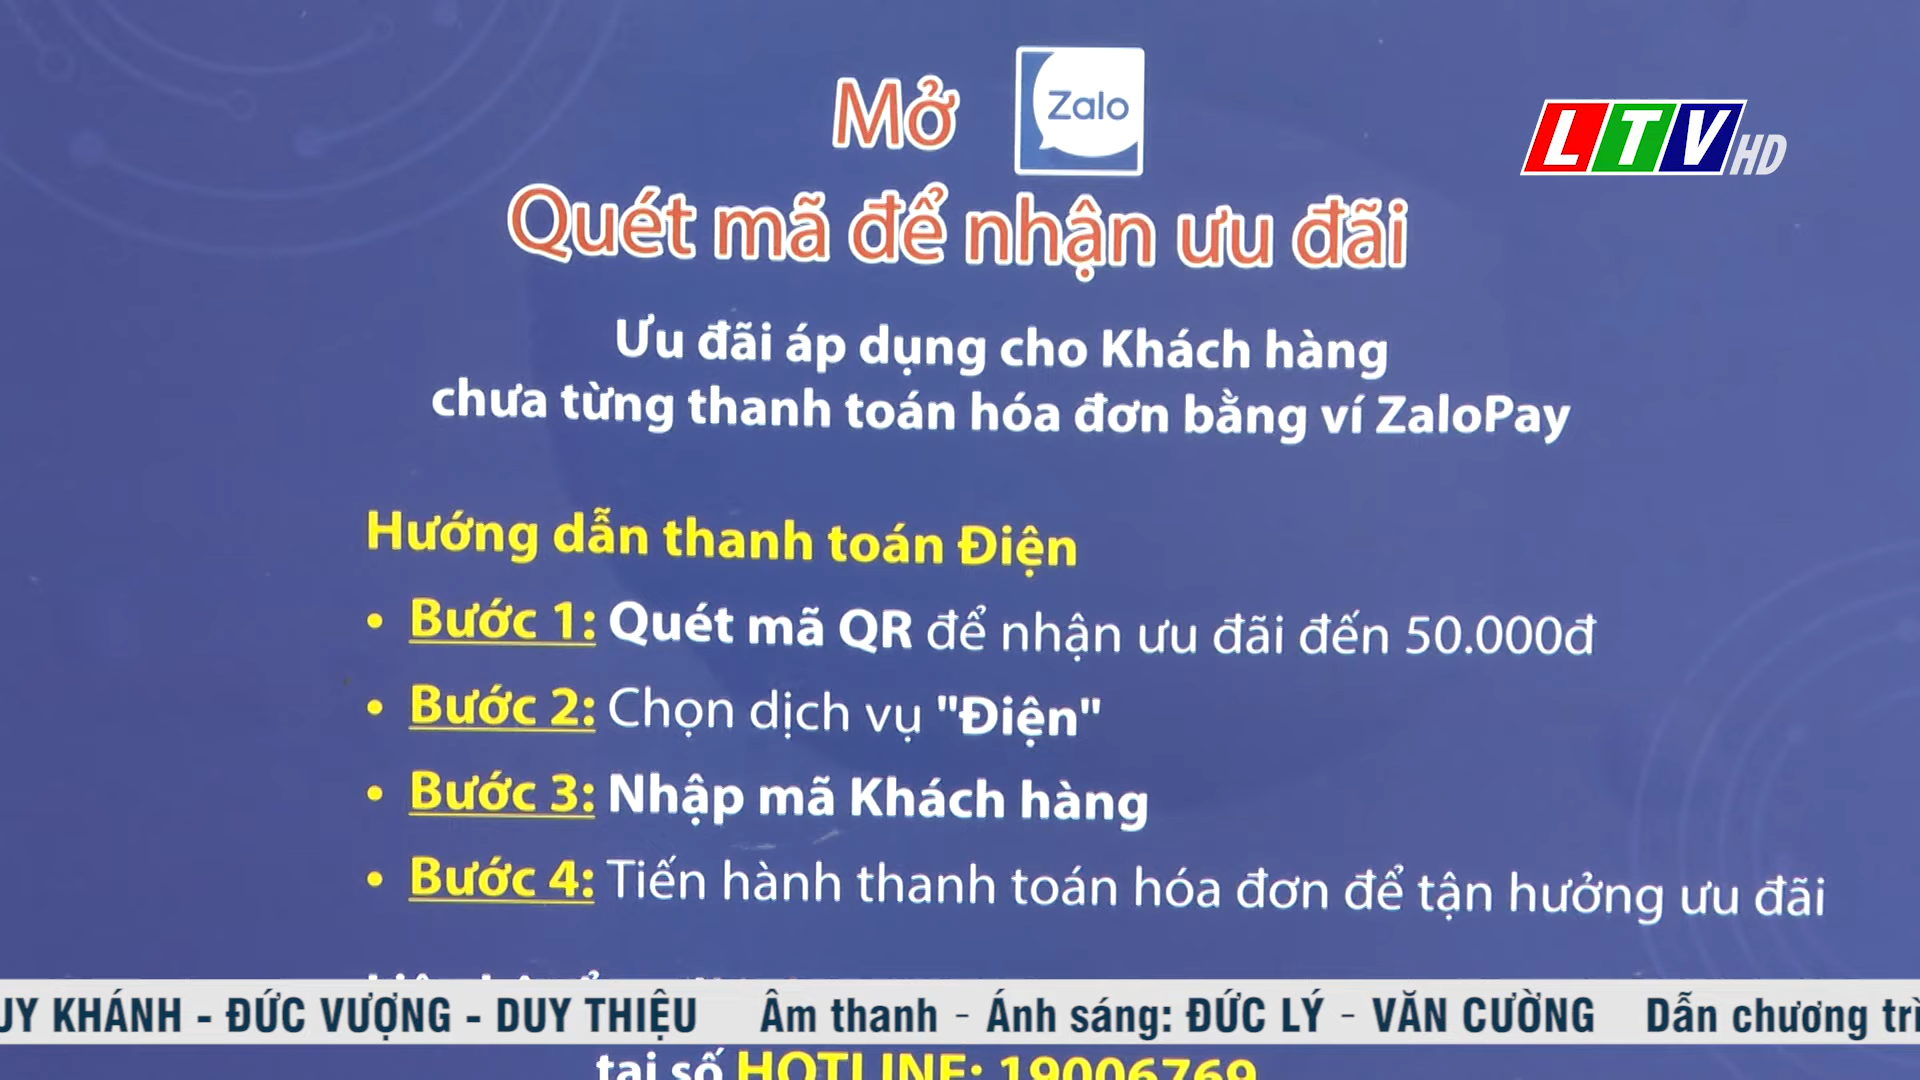 Mở Zalo
LTV HD
Quét mã để nhận ưu đãi
Ưu đãi áp dụng cho Khách hàng
chưa từng thanh toán hóa đơn bằng ví ZaloPay
Hướng dẫn thanh toán Điện
• Bước 1: Quét mã QR để nhận ưu đãi đến 50.000đ
• Bước 2: Chọn dịch vụ "Điện"
• Bước 3: Nhập mã Khách hàng
• Bước 4: Tiến hành thanh toán hóa đơn để tận hưởng ưu đãi
UY KHÁNH - ĐỨC VƯỢNG - DUY THIỆU Âm thanh - Ánh sáng: ĐỨC LÝ - VĂN CƯỜNG Dẫn chương trì
tại số HOTLINE: 19006769